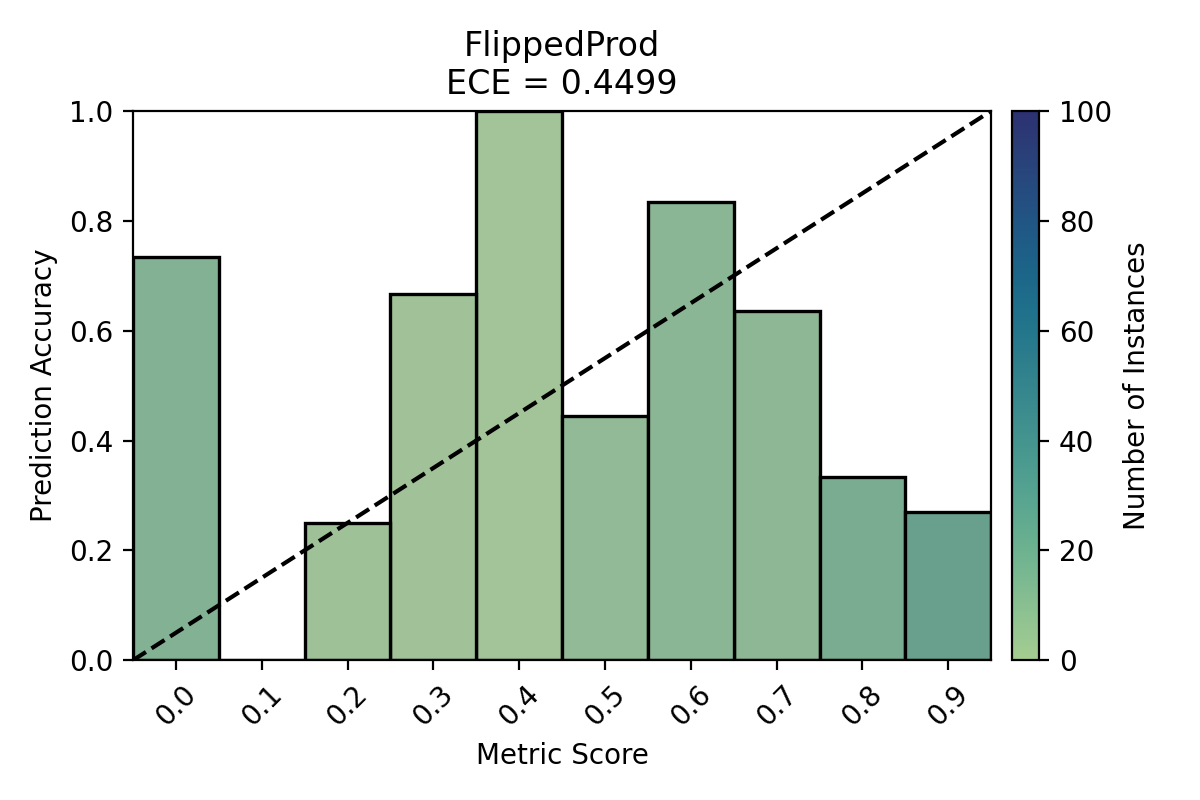 FlippedProd
ECE = 0.4499
Prediction Accuracy
1.0
0.8
0.6
0.4
0.2
0.0
0.0 0.1 0.2 0.3 0.4 0.5 0.6 0.7 0.8 0.9
Metric Score
100
80
60
40
20
0
Number of Instances